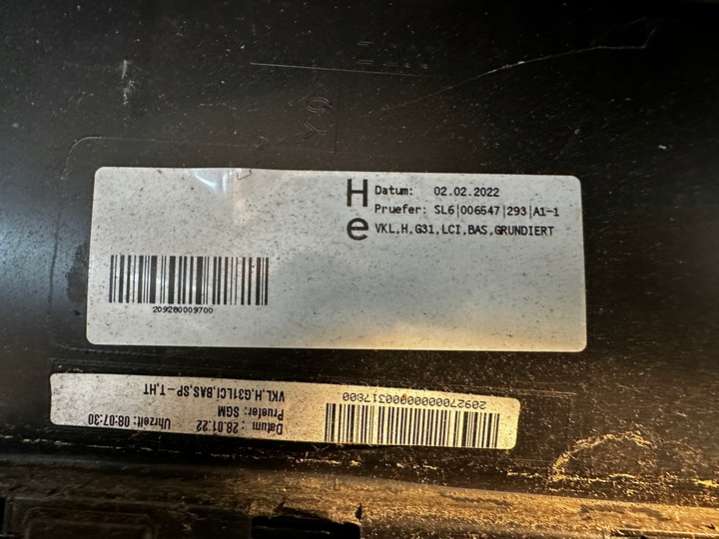 H
e
Datum: 02.02.2022
Pruefer: SL6|006547|293|A1-1
VKL,H,G31,LCI,BAS,GRUNDIERT
209280009700
Datum : 28.01.22 Uhrzeit: 08:07:30
Pruefer: SGM
VKL,H,G31LCI,BAS,SP-T,HT